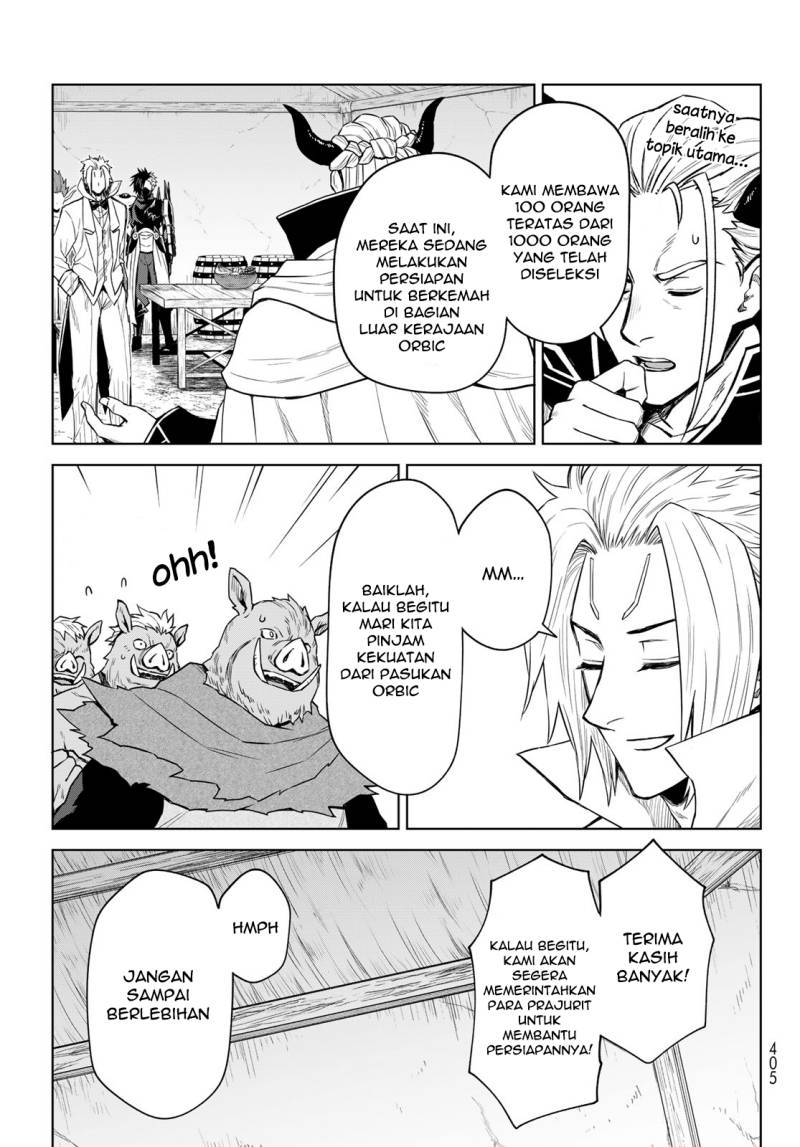 saatnya
beralih ke
topik utama...
KAMI MEMBAWA
100 ORANG
TERATAS DARI
1000 ORANG
YANG TELAH
DISELEKSI
SAAT INI,
MEREKA SEDANG
MELAKUKAN
PERSIAPAN
UNTUK BERKEMAH
DI BAGIAN
LUAR KERAJAAN
ORBIC
MM...
BAIKLAH,
KALAU BEGITU
MARI KITA
PINJAM
KEKUATAN
DARI PASUKAN
ORBIC
ohh!
TERIMA
KASIH
BANYAK!
KALAU BEGITU,
KAMI AKAN
SEGERA
MEMERINTAHKAN
PARA PRAJURIT
UNTUK
MEMBANTU
PERSIAPANNYA!
HMPH
JANGAN
SAMPAI
BERLEBIHAN
405